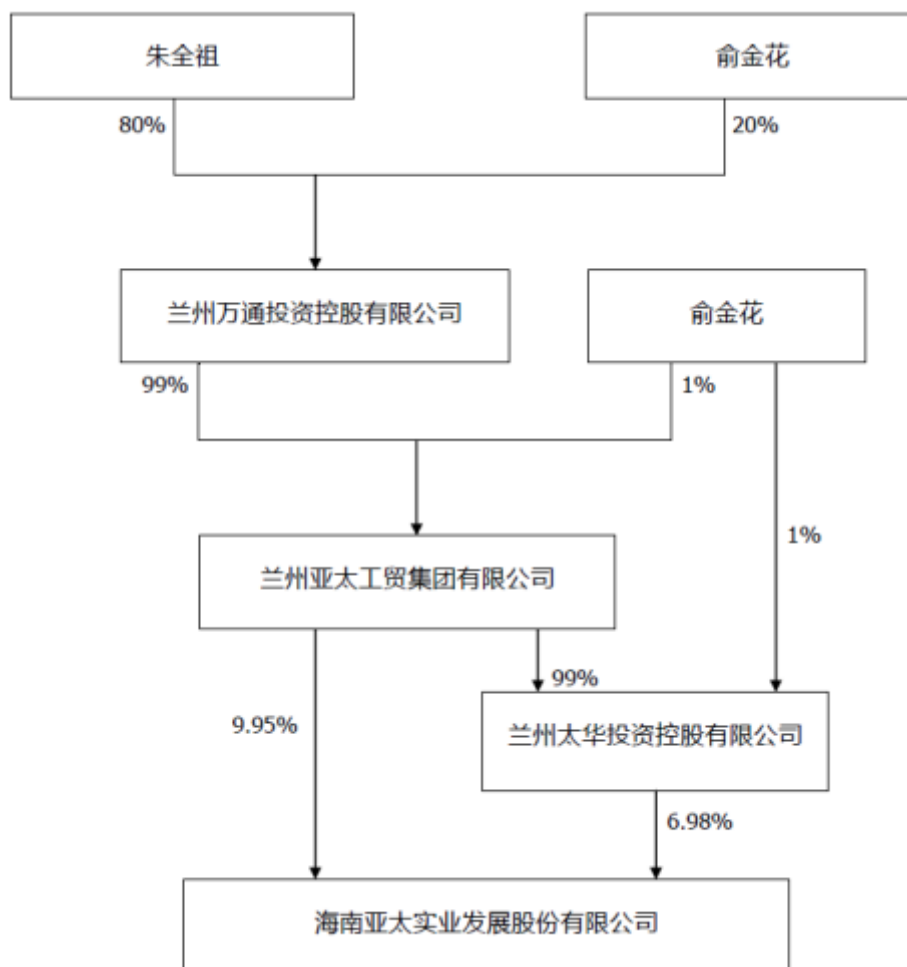 朱全祖
俞金花
80%
20%
兰州万通投资控股有限公司
俞金花
99%
1%
1%
兰州亚太工贸集团有限公司
99%
9.95%
兰州太华投资控股有限公司
6.98%
海南亚太实业发展股份有限公司